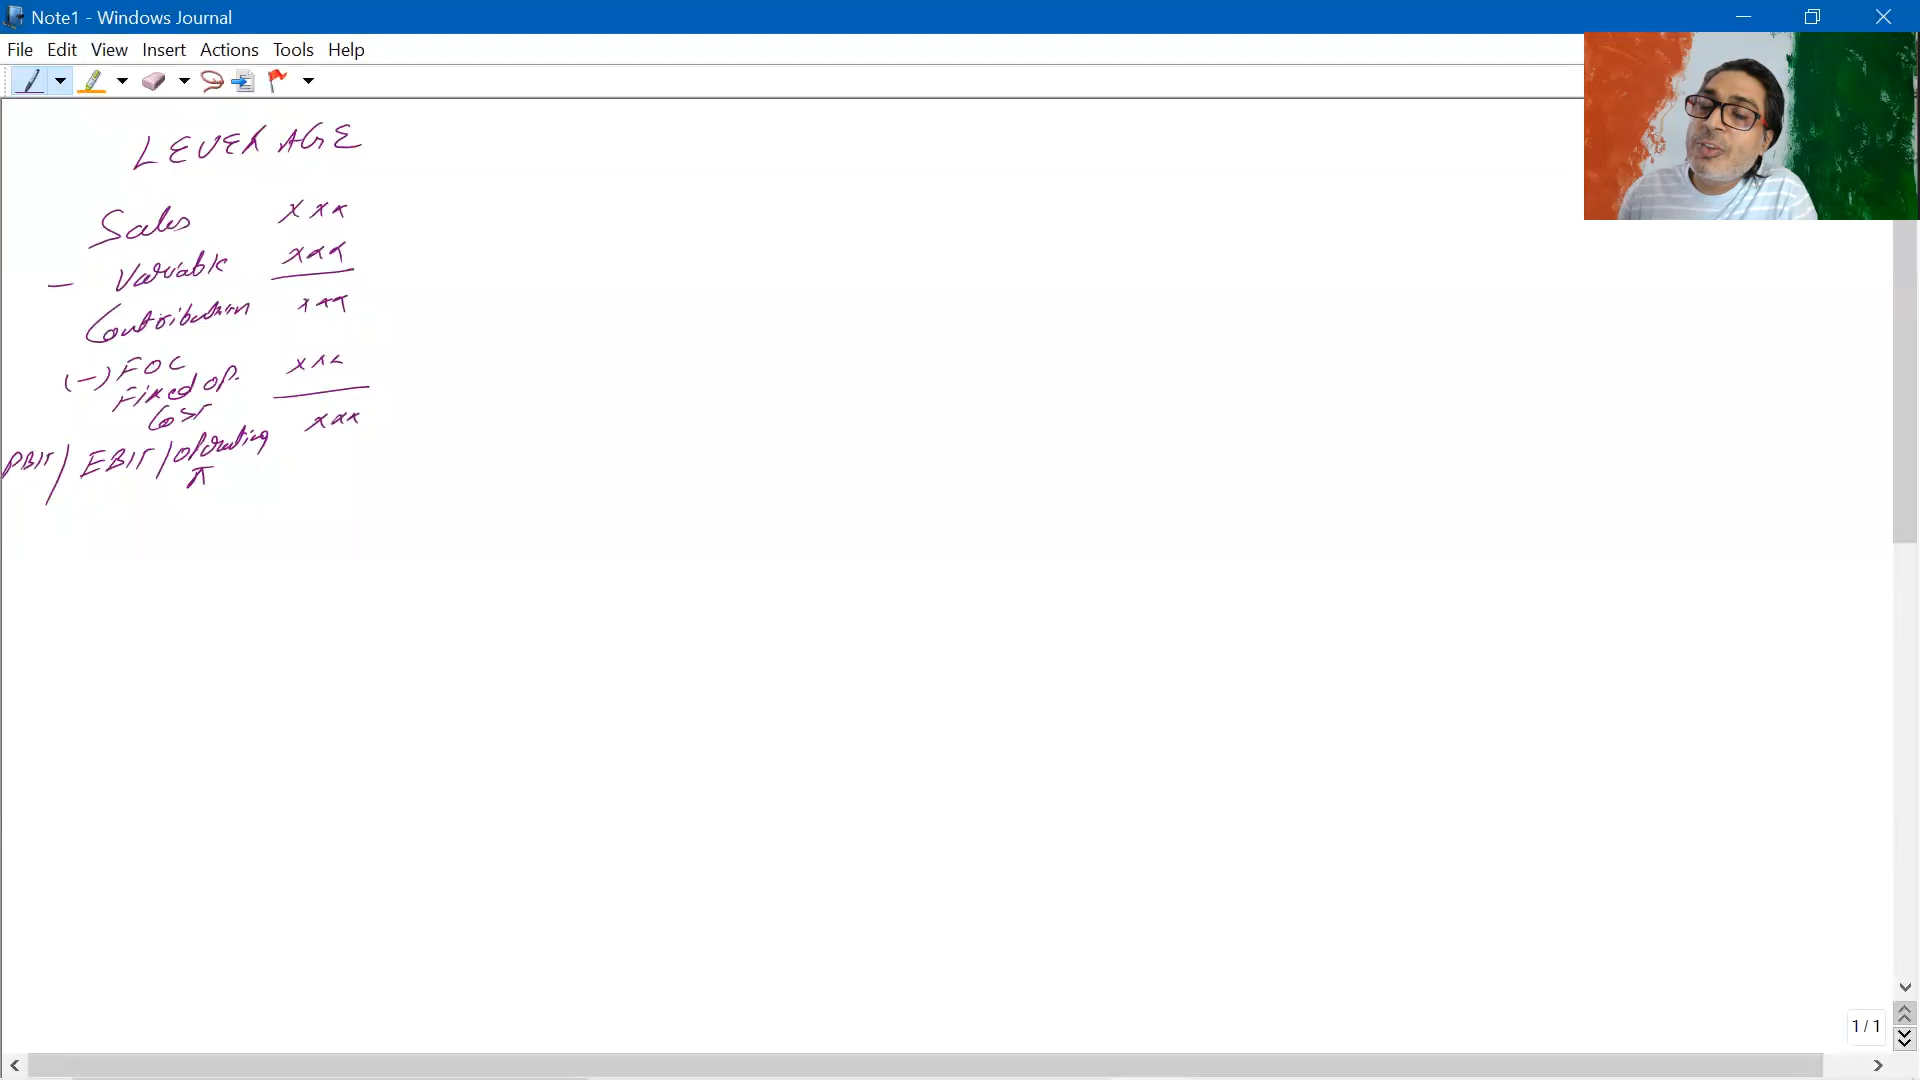 Note1 - Windows Journal
File Edit View Insert Actions Tools Help
LEVERAGE
Sales xxx
- Variable xxx
Contribution xxx
(-) FOC xxx
Fixed op.
Cost
PBIT / EBIT / operating xxx
π
1 / 1